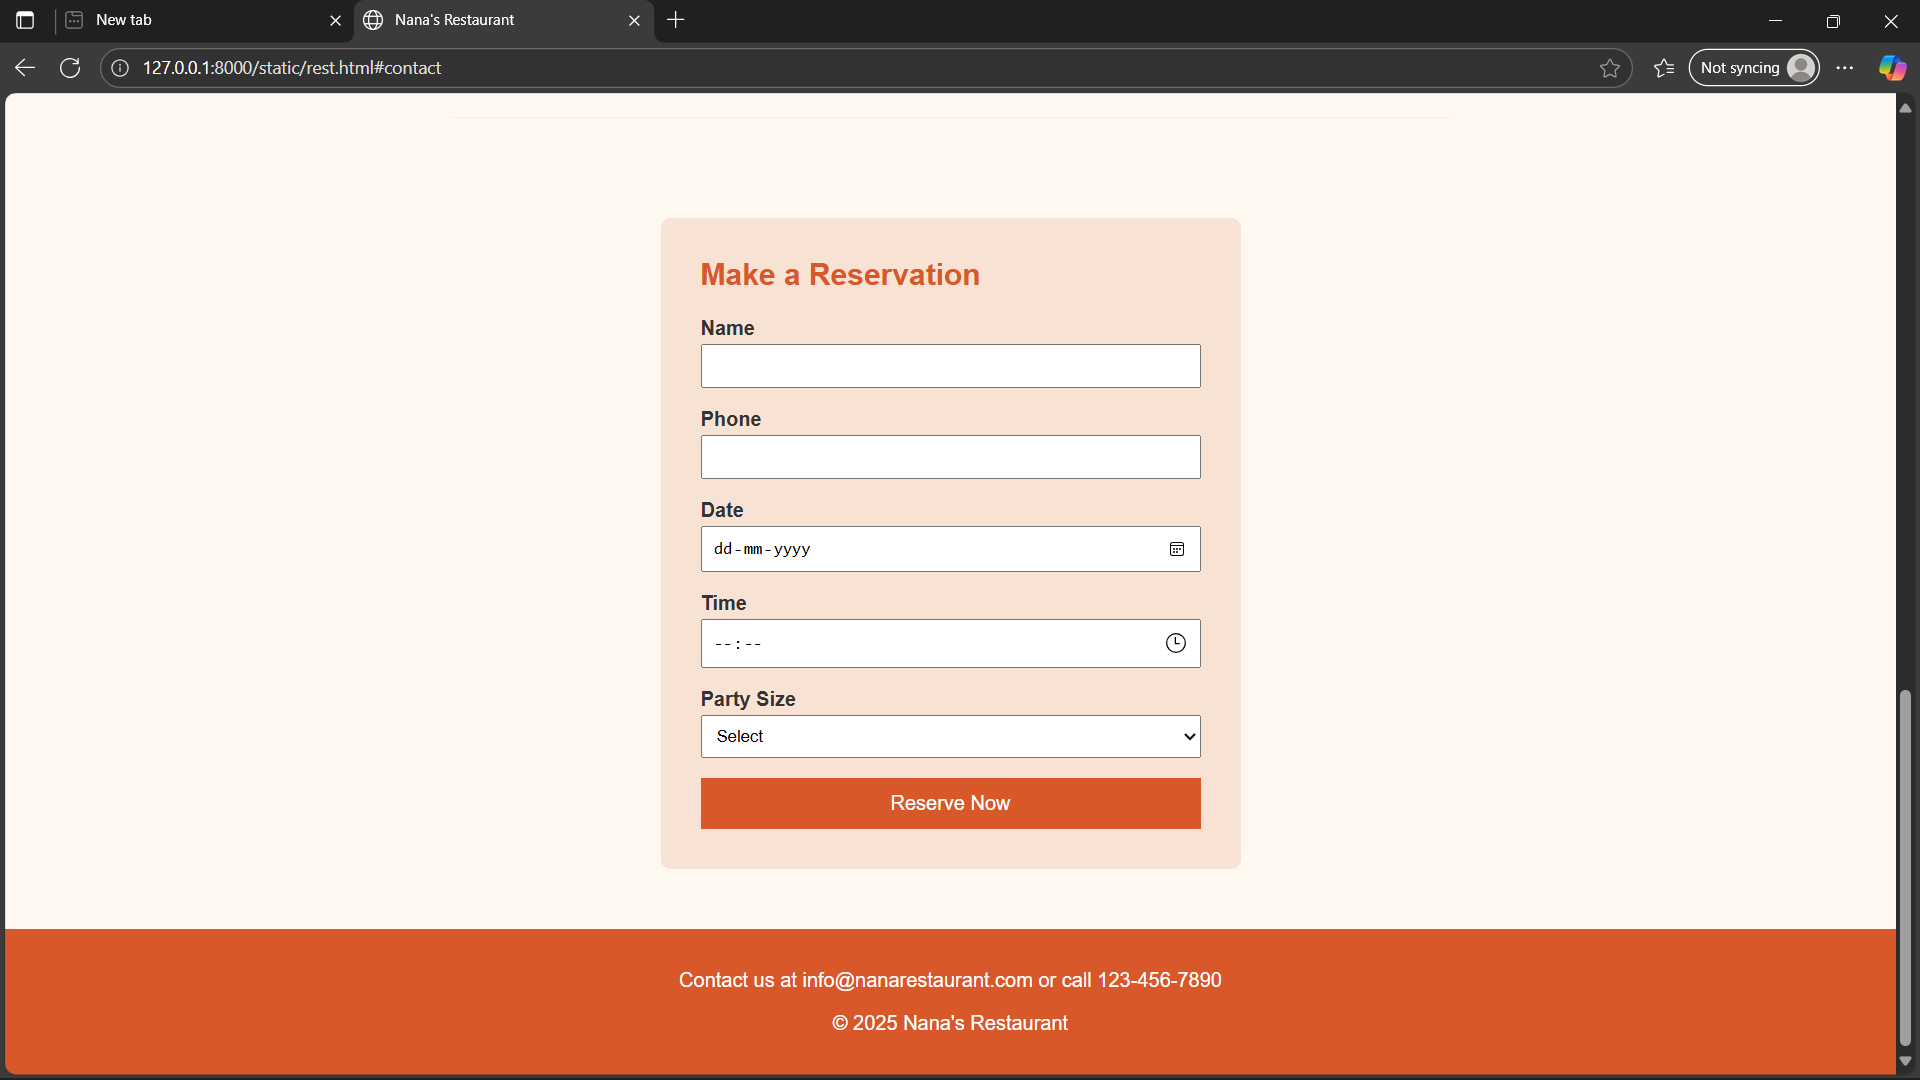 New tab
Nana's Restaurant
127.0.0.1:8000/static/rest.html#contact
Not syncing
Make a Reservation
Name
Phone
Date
dd-mm-yyyy
Time
--:--
Party Size
Select
Reserve Now
Contact us at info@nanarestaurant.com or call 123-456-7890
© 2025 Nana's Restaurant